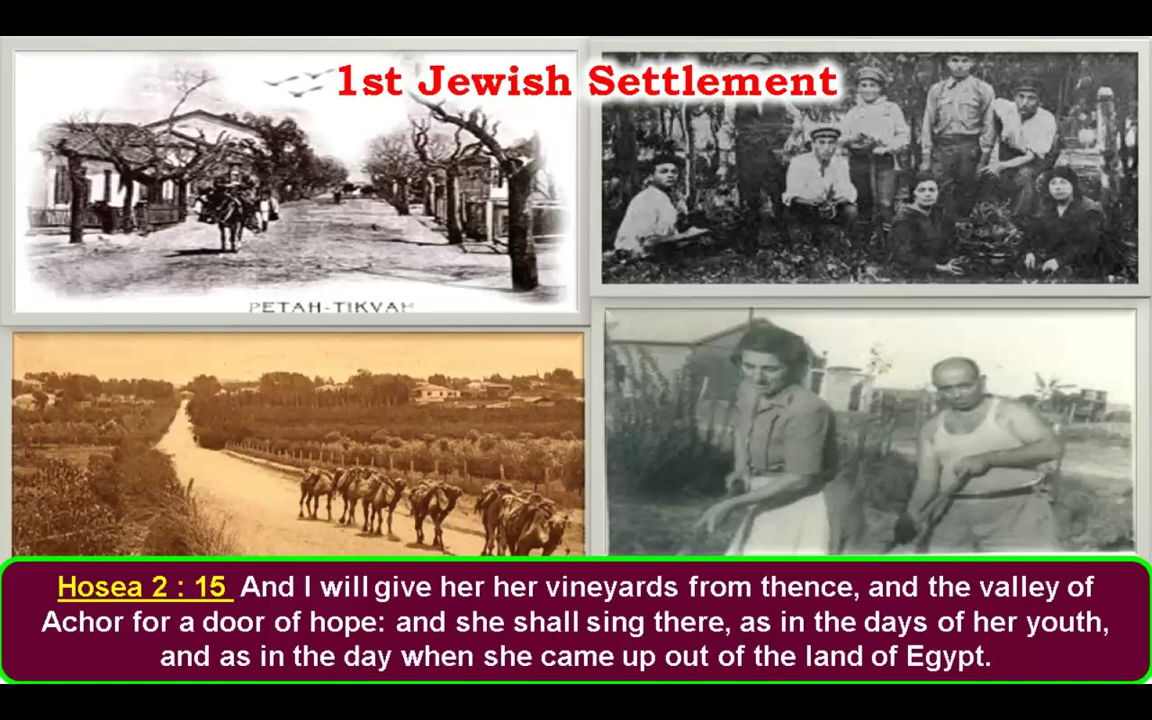 1st Jewish Settlement
PETAH-TIKVAH
Hosea 2 : 15 And I will give her her vineyards from thence, and the valley of
Achor for a door of hope: and she shall sing there, as in the days of her youth,
and as in the day when she came up out of the land of Egypt.